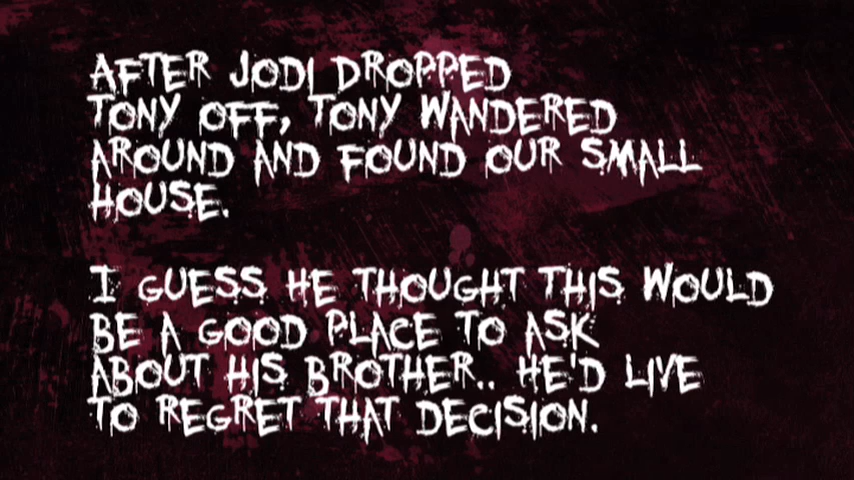 AFTER JODI DROPPED
TONY OFF, TONY WANDERED
AROUND AND FOUND OUR SMALL
HOUSE.
I GUESS HE THOUGHT THIS WOULD
BE A GOOD PLACE TO ASK
ABOUT HIS BROTHER.. HE'D LIVE
TO REGRET THAT DECISION.